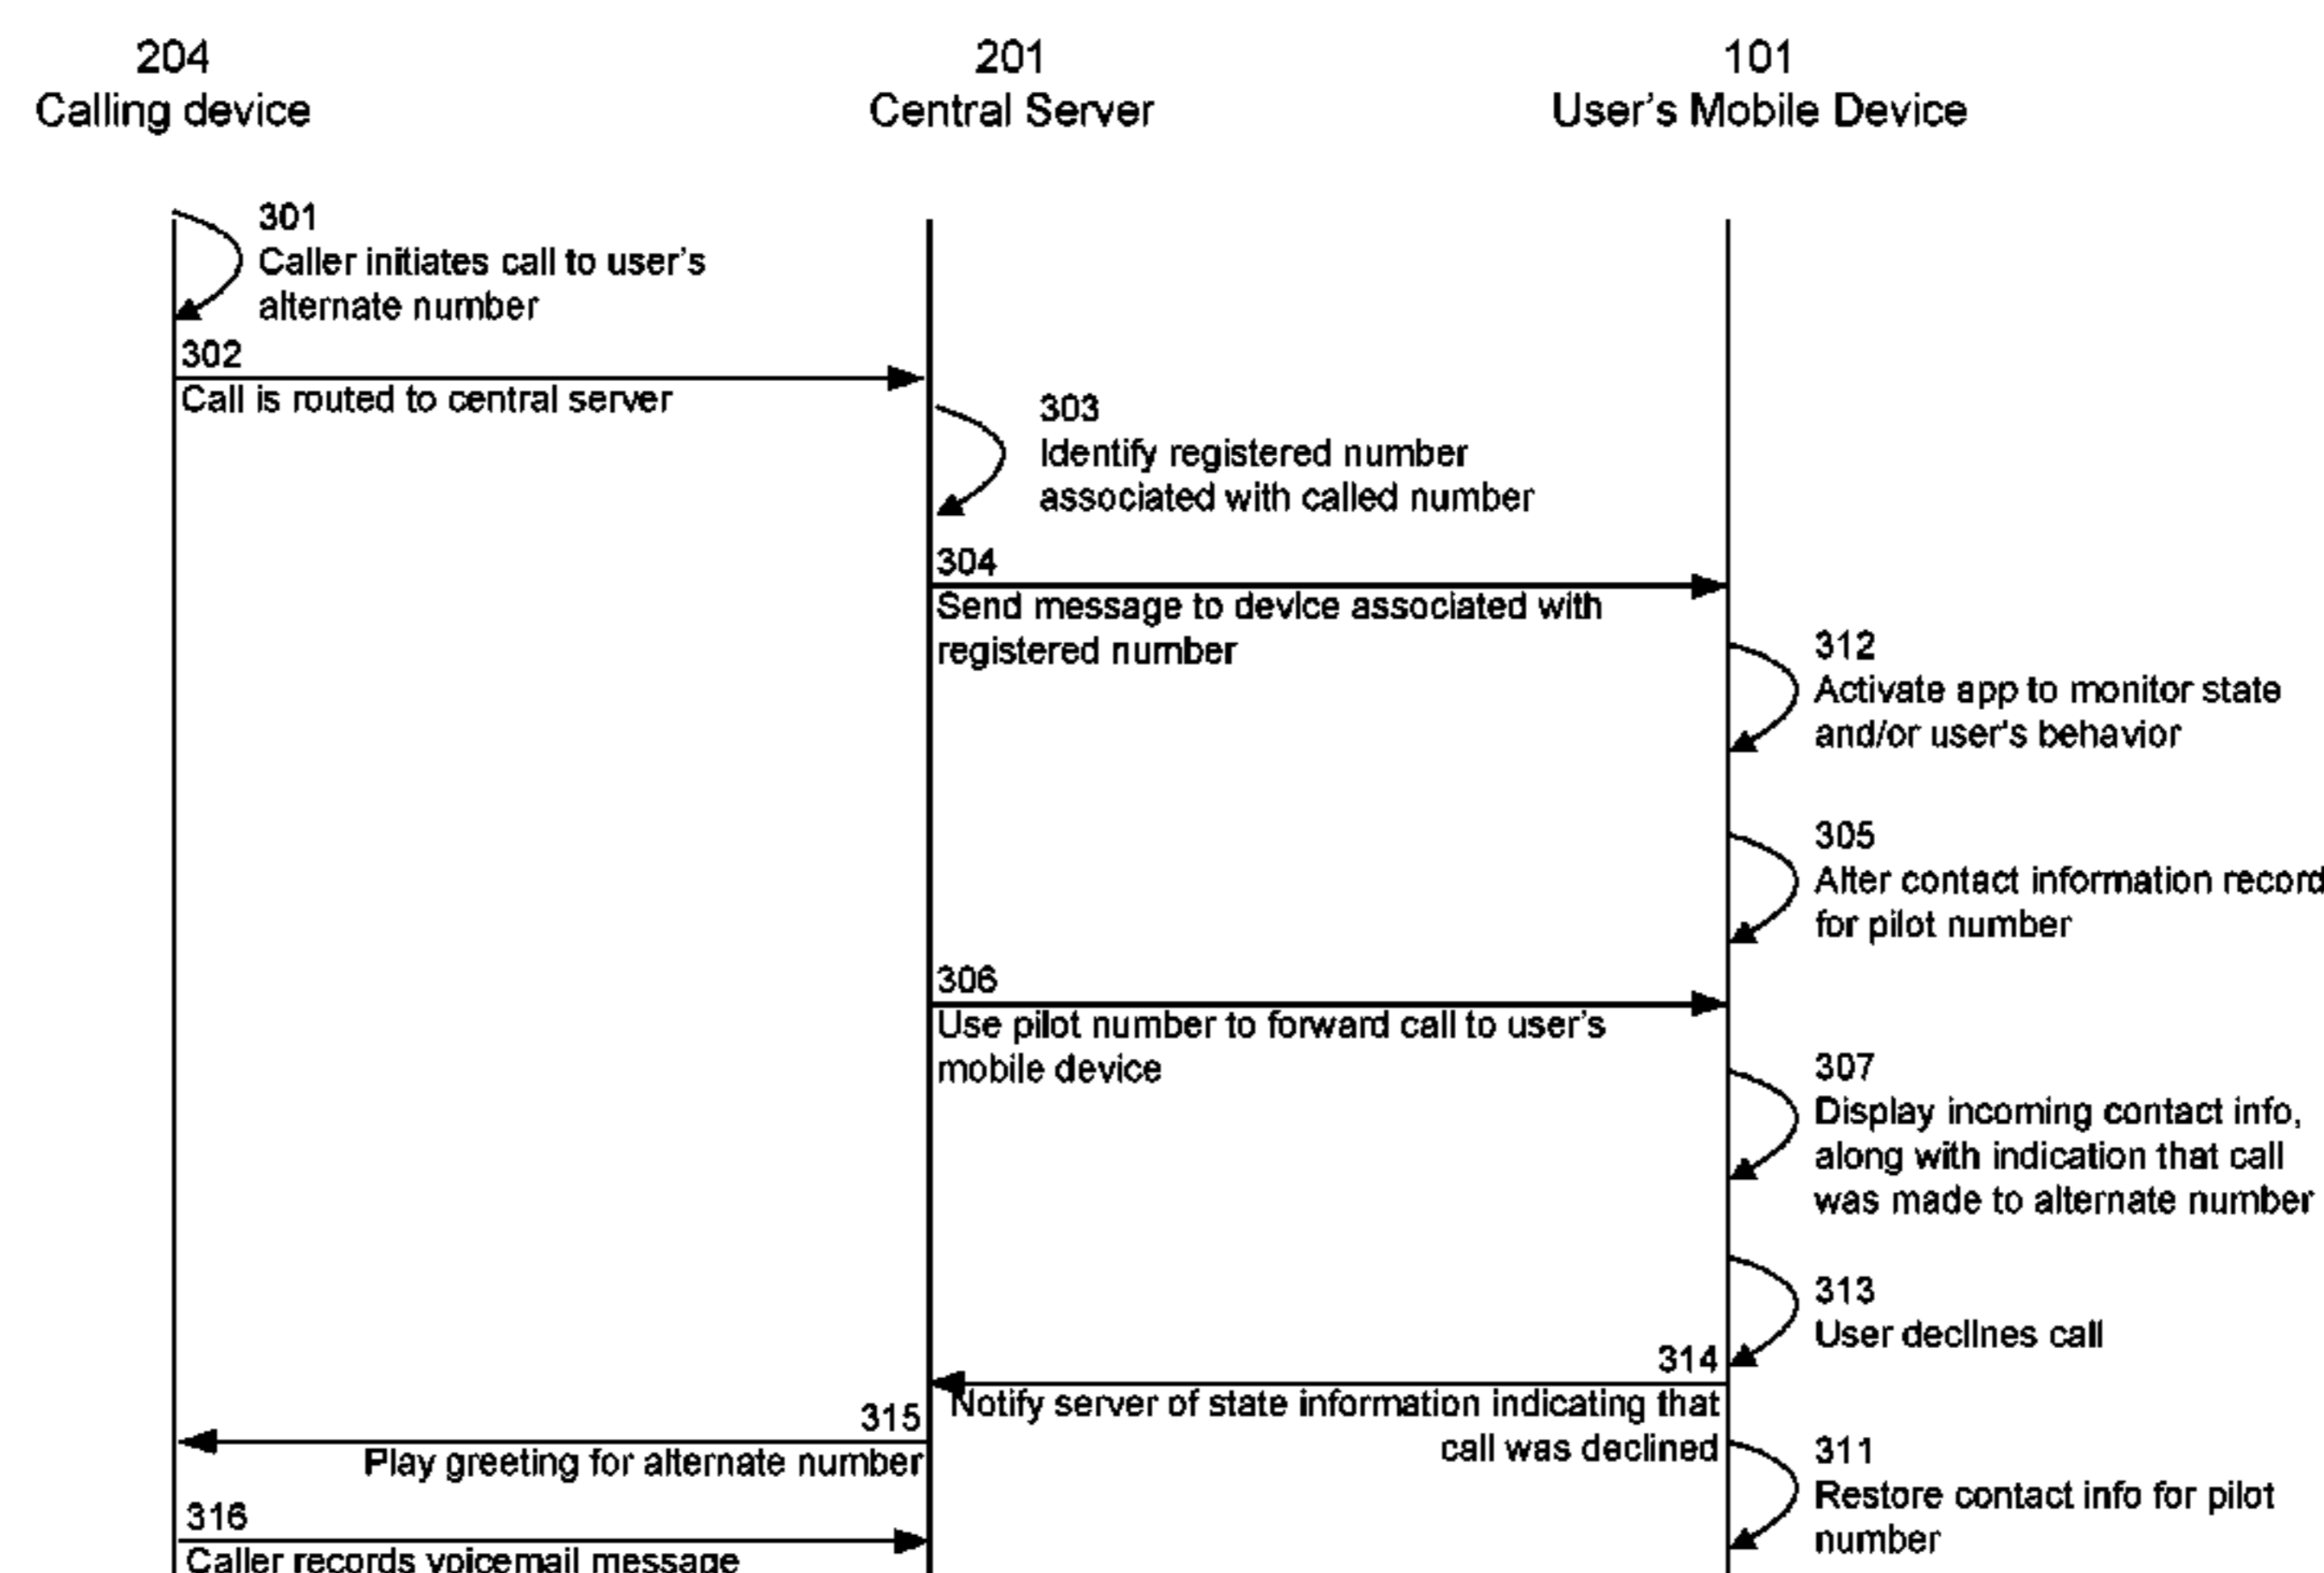 204
Calling device
201
Central Server
101
User's Mobile Device
301
Caller initiates call to user's
alternate number
302
Call is routed to central server
303
Identify registered number
associated with called number
304
Send message to device associated with
registered number
312
Activate app to monitor state
and/or user's behavior
305
Alter contact information record
for pilot number
306
Use pilot number to forward call to user's
mobile device
307
Display incoming contact info,
along with indication that call
was made to alternate number
313
User declines call
314
Notify server of state information indicating that
call was declined
315
Play greeting for alternate number
311
Restore contact info for pilot
number
316
Caller records voicemail message